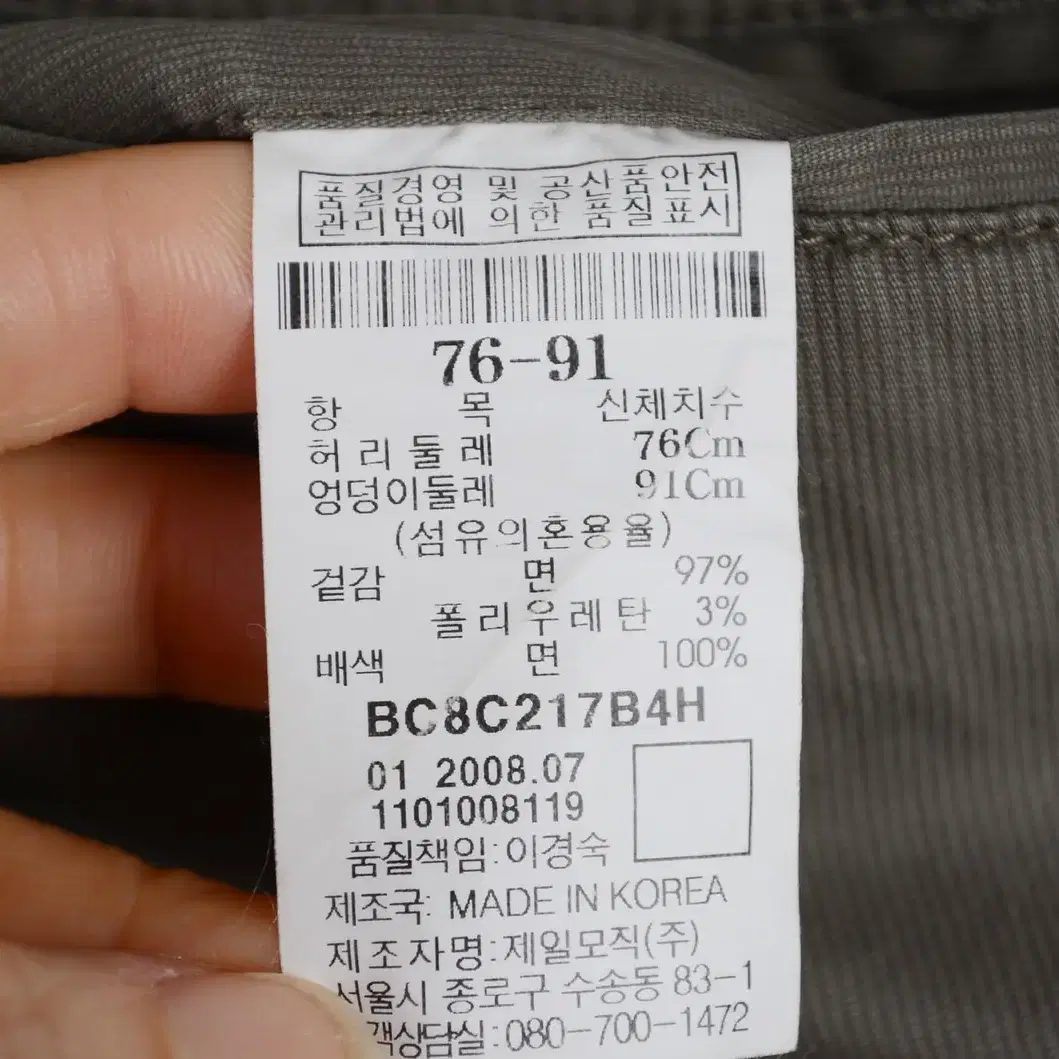 품질경영 및 공산품안전
관리법에 의한 품질표시
76-91
항 목 신체치수
허리둘레 76Cm
엉덩이둘레 91Cm
(섬유의혼용율)
겉감 면 97%
폴리우레탄 3%
배색 면 100%
BC8C217B4H
01 2008.07
1101008119
품질책임:이경숙
제조국: MADE IN KOREA
제조자명:제일모직(주)
서울시 종로구 수송동 83-1
객상담실:080-700-1472